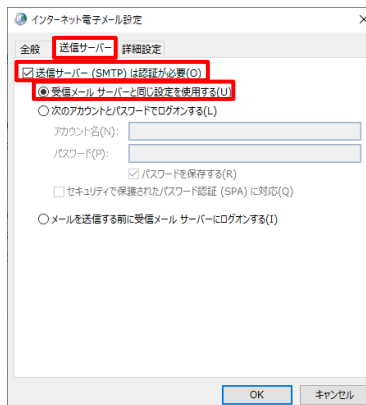 インターネット電子メール設定
全般 送信サーバー 詳細設定
送信サーバー (SMTP) は認証が必要(O)
受信メール サーバーと同じ設定を使用する(U)
次のアカウントとパスワードでログオンする(L)
アカウント名(N):
パスワード(P):
パスワードを保存する(R)
セキュリティで保護されたパスワード認証 (SPA) に対応(Q)
メールを送信する前に受信メール サーバーにログオンする(I)
OK キャンセル